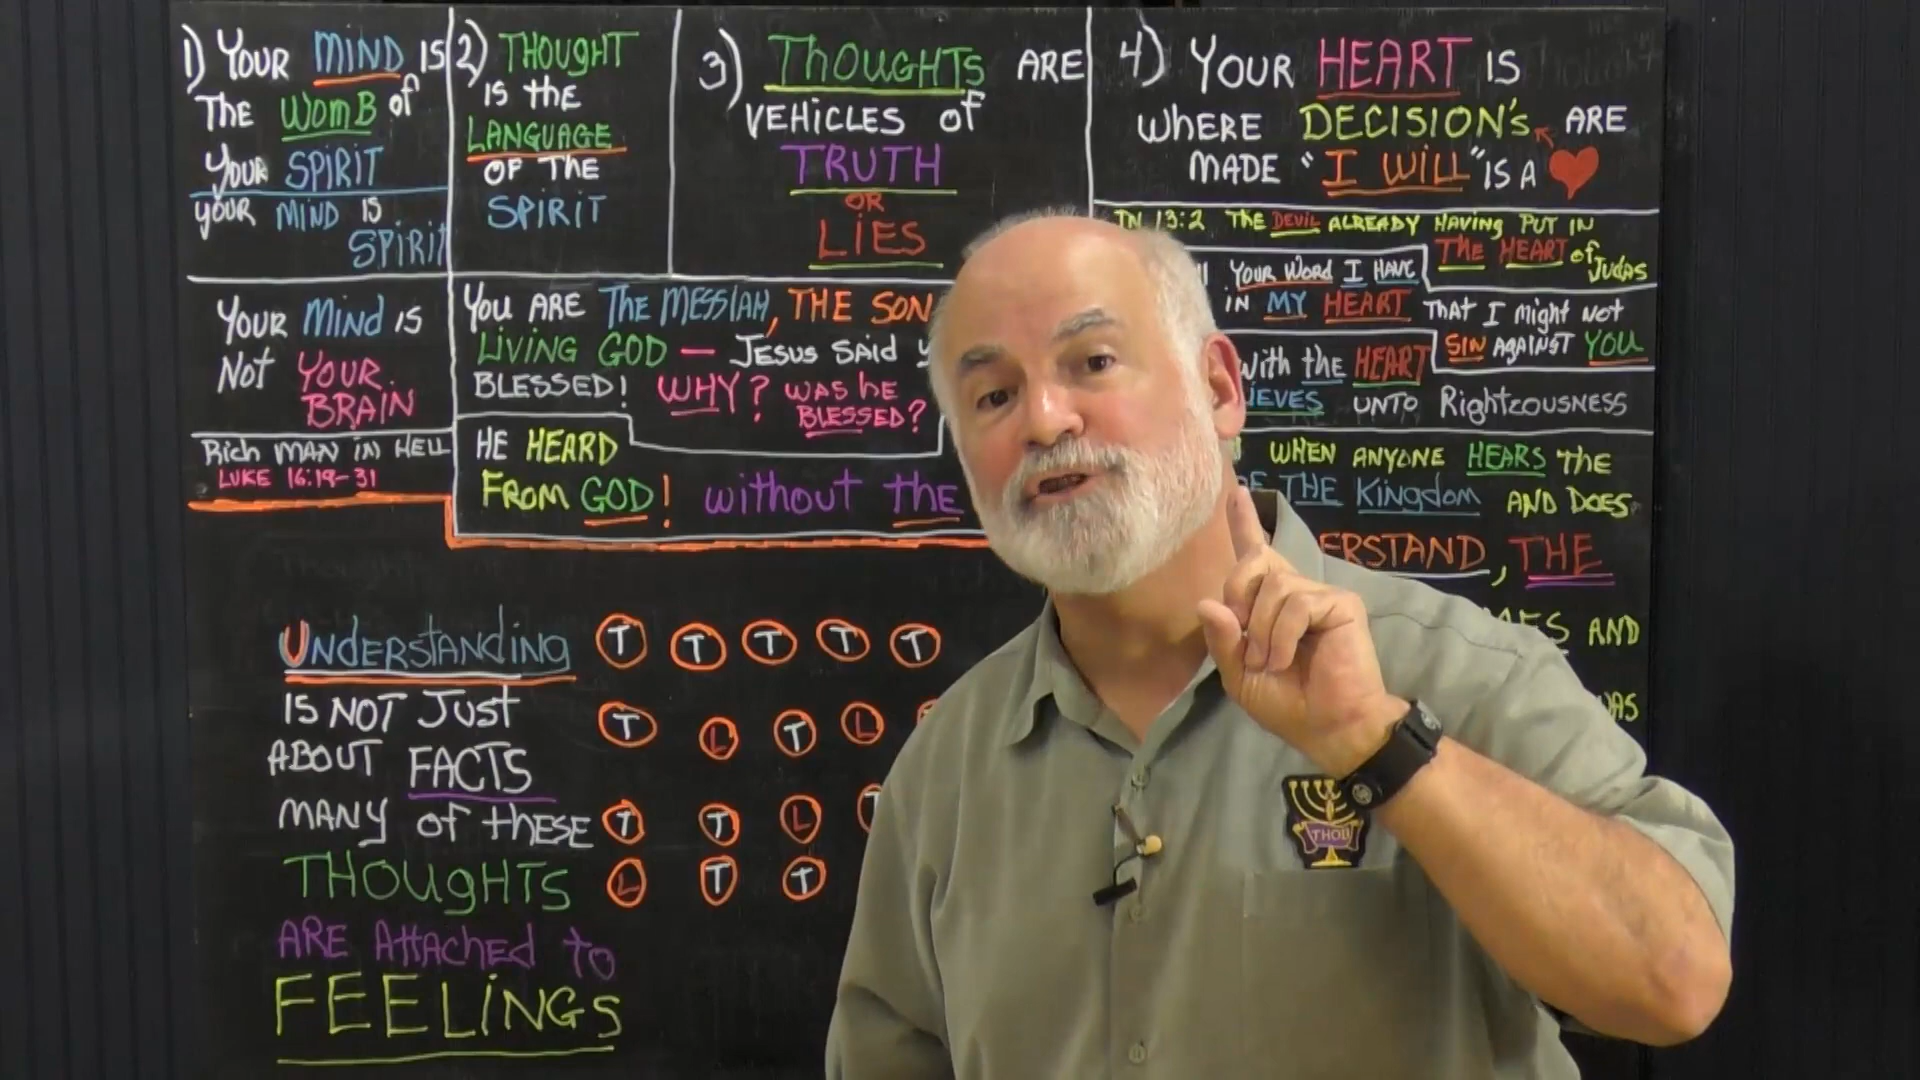 1) YOUR MIND IS
THE WOMB of
YOUR SPIRIT
YOUR MIND IS
SPIRIT
YOUR MIND IS
NOT YOUR
BRAIN
Rich MAN IN HELL
LUKE 16:19-31
2) THOUGHT
IS the
LANGUAGE
OF THE
SPIRIT
3) THOUGHTS ARE
VEHICLES of
TRUTH
OR
LIES
YOU ARE THE MESSIAH, THE SON
LIVING GOD — JESUS SAID
BLESSED! WHY? WAS hE
BLESSED?
HE HEARD
FROM GOD! without the
4) YOUR HEART IS
WHERE DECISION's ARE
MADE "I WILL" IS A
JN 13:2 THE DEVIL ALREADY HAVING PUT IN
THE HEART of
JUDAS
YOUR WORD I HAVE
IN MY HEART THAT I might NOT
SIN AGAINST YOU
with the HEART
IEVES UNTO RIGHTEOUSNESS
WHEN ANYONE HEARS THE
THE KINGDOM AND DOES
ERSTAND, THE
AND
UNDERSTANDING
IS NOT JUST
ABOUT FACTS
MANY of these
THOUGHTS
ARE Attached to
FEELINGS
T T T T T
T L T L
T T L T
L T T
THOB